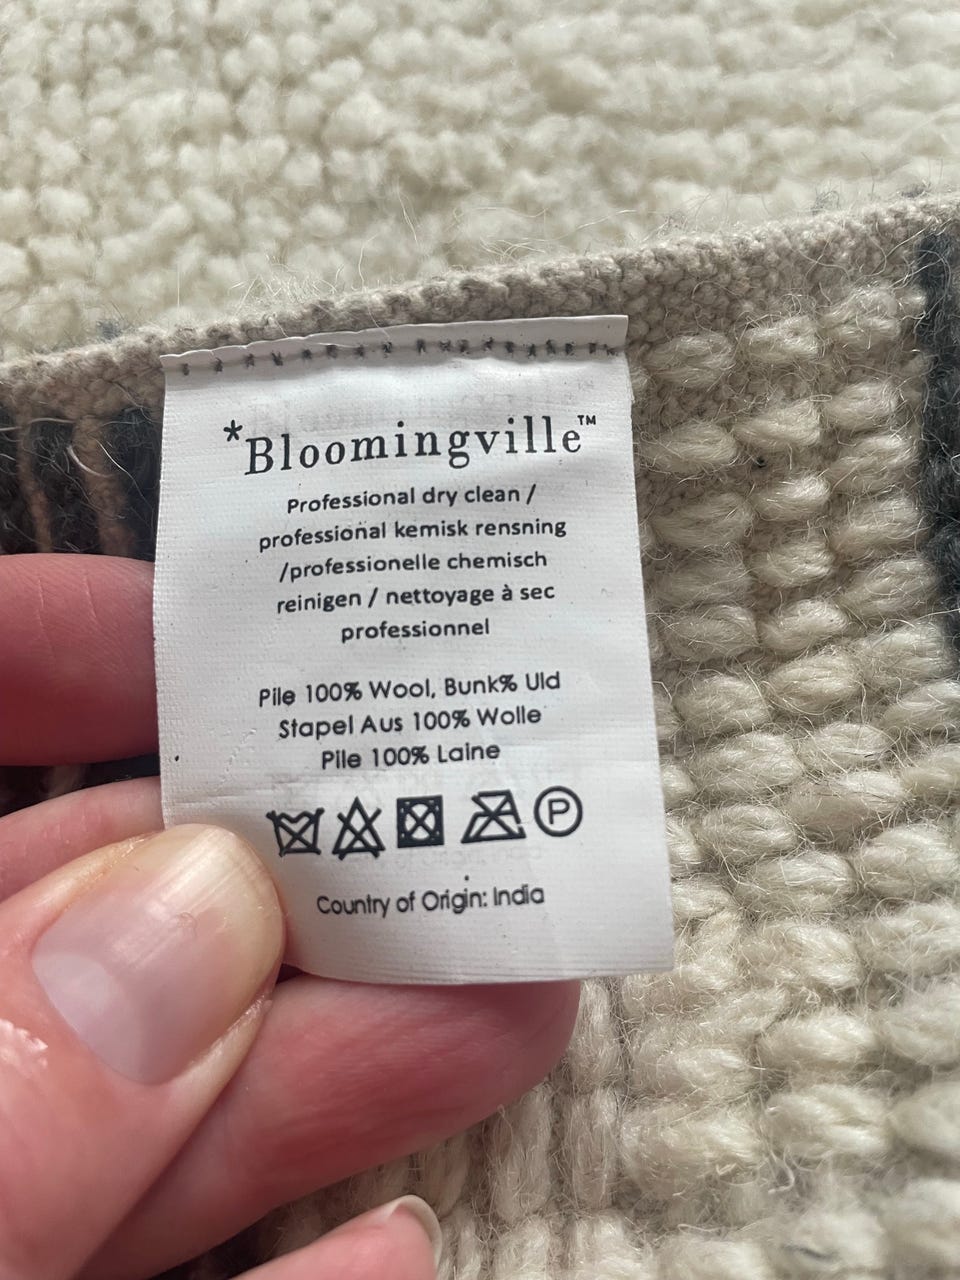 *Bloomingville™
Professional dry clean /
professional kemisk rensning
/professionelle chemisch
reinigen / nettoyage à sec
professionnel
Pile 100% Wool, Bunk% Uld
Stapel Aus 100% Wolle
Pile 100% Laine
P
Country of Origin: India